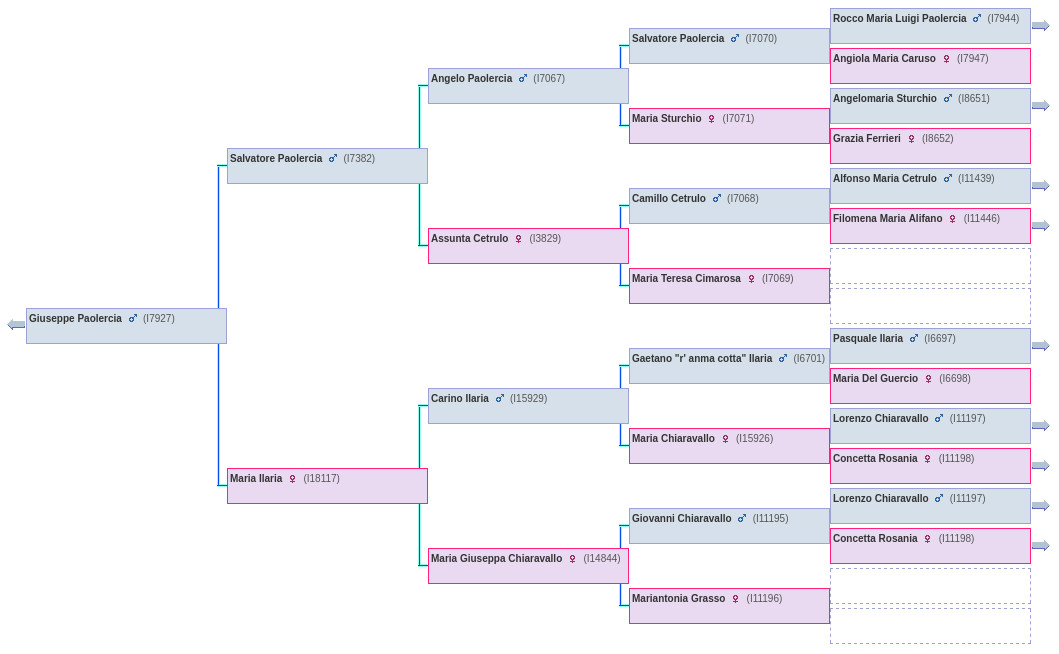 Rocco Maria Luigi Paolercia ♂ (I7944)
Salvatore Paolercia ♂ (I7070)
Angiola Maria Caruso ♀ (I7947)
Angelo Paolercia ♂ (I7067)
Angelomaria Sturchio ♂ (I8651)
Maria Sturchio ♀ (I7071)
Grazia Ferrieri ♀ (I8652)
Salvatore Paolercia ♂ (I7382)
Alfonso Maria Cetrulo ♂ (I11439)
Camillo Cetrulo ♂ (I7068)
Filomena Maria Alifano ♀ (I11446)
Assunta Cetrulo ♀ (I3829)
Maria Teresa Cimarosa ♀ (I7069)
Giuseppe Paolercia ♂ (I7927)
Pasquale Ilaria ♂ (I6697)
Gaetano "r' anma cotta" Ilaria ♂ (I6701)
Maria Del Guercio ♀ (I6698)
Carino Ilaria ♂ (I15929)
Lorenzo Chiaravallo ♂ (I11197)
Maria Chiaravallo ♀ (I15926)
Concetta Rosania ♀ (I11198)
Maria Ilaria ♀ (I18117)
Lorenzo Chiaravallo ♂ (I11197)
Giovanni Chiaravallo ♂ (I11195)
Concetta Rosania ♀ (I11198)
Maria Giuseppa Chiaravallo ♀ (I14844)
Mariantonia Grasso ♀ (I11196)